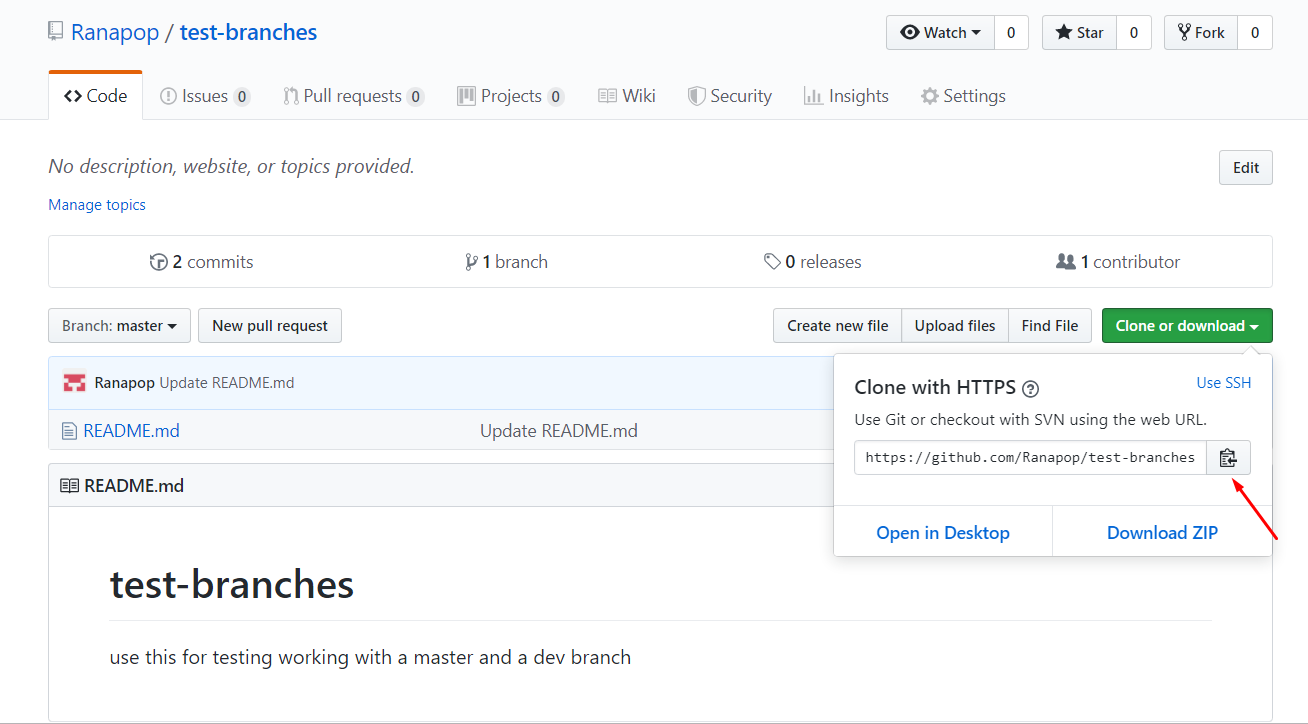 Ranapop / test-branches
Watch 0 Star 0 Fork 0
Code Issues 0 Pull requests 0 Projects 0 Wiki Security Insights Settings
No description, website, or topics provided.
Edit
Manage topics
2 commits 1 branch 0 releases 1 contributor
Branch: master New pull request Create new file Upload files Find File Clone or download
Ranapop Update README.md
README.md Update README.md
Clone with HTTPS ? Use SSH
Use Git or checkout with SVN using the web URL.
https://github.com/Ranapop/test-branches
Open in Desktop Download ZIP
README.md
test-branches
use this for testing working with a master and a dev branch